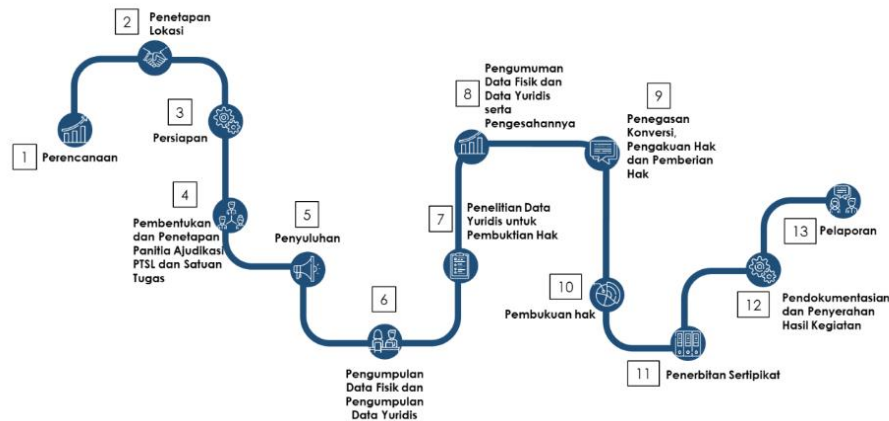 1
Perencanaan
2
Penetapan
Lokasi
3
Persiapan
4
Pembentukan
dan Penetapan
Panitia Ajudikasi
PTSL dan Satuan
Tugas
5
Penyuluhan
6
Pengumpulan
Data Fisik dan
Pengumpulan
Data Yuridis
7
Penelitian Data
Yuridis untuk
Pembuktian Hak
8
Pengumuman
Data Fisik dan
Data Yuridis
serta
Pengesahannya
9
Penegasan
Konversi,
Pengakuan Hak
dan Pemberian
Hak
10
Pembukuan hak
11
Penerbitan Sertipikat
12
Pendokumentasian
dan Penyerahan
Hasil Kegiatan
13
Pelaporan